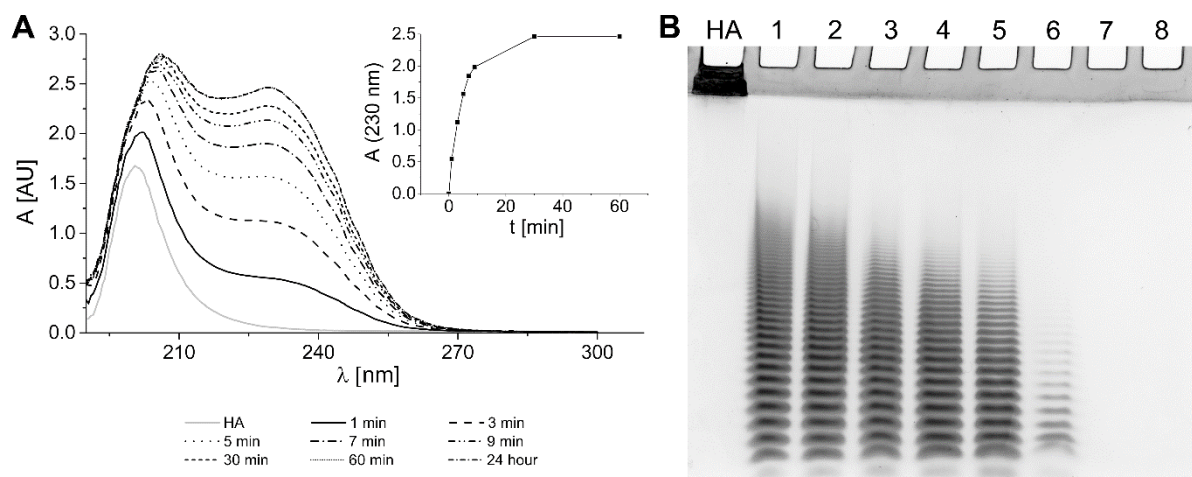 A
A [AU]
3.0
2.5
2.0
1.5
1.0
0.5
0.0
210
240
270
300
λ [nm]
A (230 nm)
2.5
2.0
1.5
1.0
0.5
0.0
0
20
40
60
t [min]
HA
1 min
3 min
5 min
7 min
9 min
30 min
60 min
24 hour
B
HA 1 2 3 4 5 6 7 8